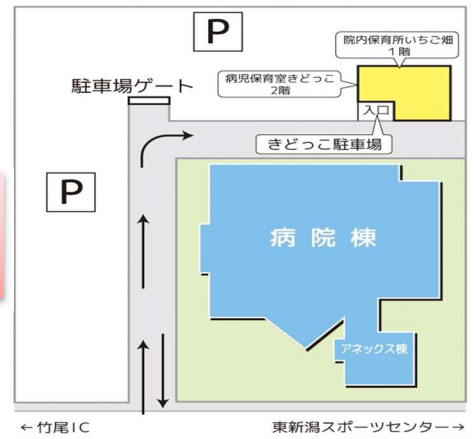 P
院内保育所いちご畑
1階
病児保育室きどっこ
2階
駐車場ゲート
入口
きどっこ駐車場
P
病院棟
アネックス棟
←竹尾IC
東新潟スポーツセンター→